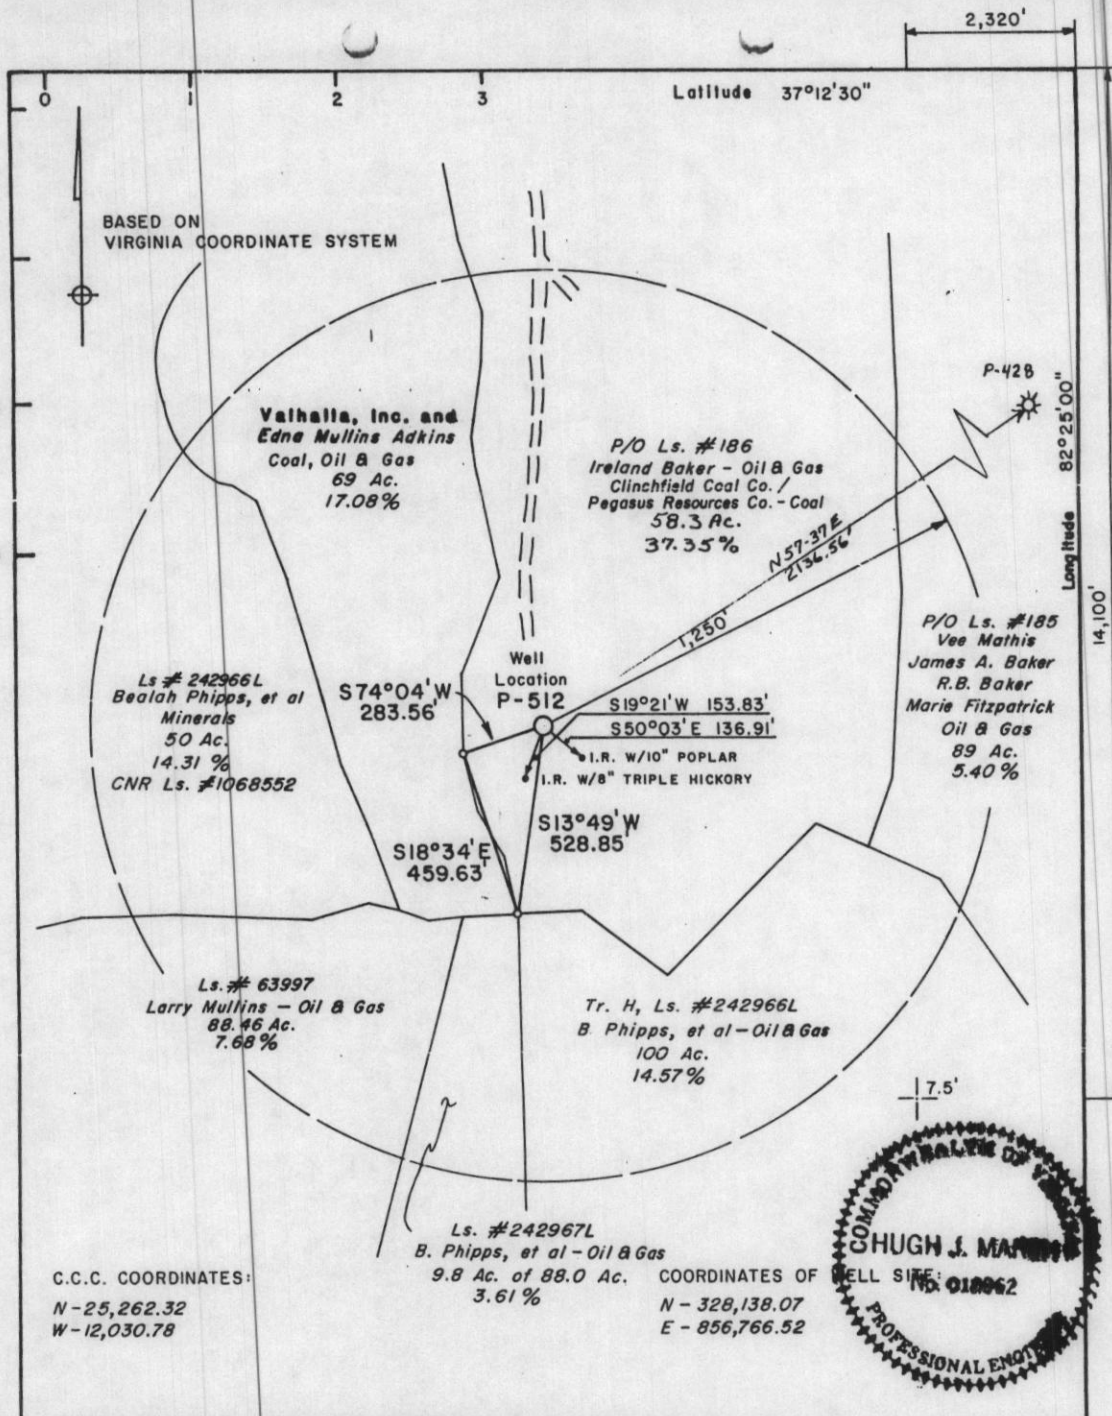 2,320'
0 1 2 3
Latitude 37°12'30"
BASED ON
VIRGINIA COORDINATE SYSTEM
P-428
82°25'00"
Longitude
14,100'
Valhalla, Inc. and
Edna Mullins Adkins
Coal, Oil & Gas
69 Ac.
17.08%
P/O Ls. #186
Ireland Baker - Oil & Gas
Clinchfield Coal Co. /
Pegasus Resources Co. - Coal
58.3 Ac.
37.35%
N57-37E
2136.56'
1,250'
P/O Ls. #185
Vee Mathis
James A. Baker
R.B. Baker
Marie Fitzpatrick
Oil & Gas
89 Ac.
5.40%
Ls # 242966L
Bealah Phipps, et al
Minerals
50 Ac.
14.31 %
CNR Ls. #1068552
Well
Location
P-512
S74°04'W
283.56'
S19°21'W 153.83'
S50°03'E 136.91'
I.R. W/10" POPLAR
I.R. W/8" TRIPLE HICKORY
S13°49'W
528.85'
S18°34'E
459.63'
Ls. # 63997
Larry Mullins — Oil & Gas
88.46 Ac.
7.68%
Tr. H, Ls. #242966L
B. Phipps, et al - Oil & Gas
100 Ac.
14.57%
7.5'
Ls. #242967L
B. Phipps, et al - Oil & Gas
9.8 Ac. of 88.0 Ac.
3.61%
C.C.C. COORDINATES:
N-25,262.32
W-12,030.78
COORDINATES OF WELL SITE:
N - 328,138.07
E - 856,766.52
COMMONWEALTH OF
HUGH J.
No.
PROFESSIONAL